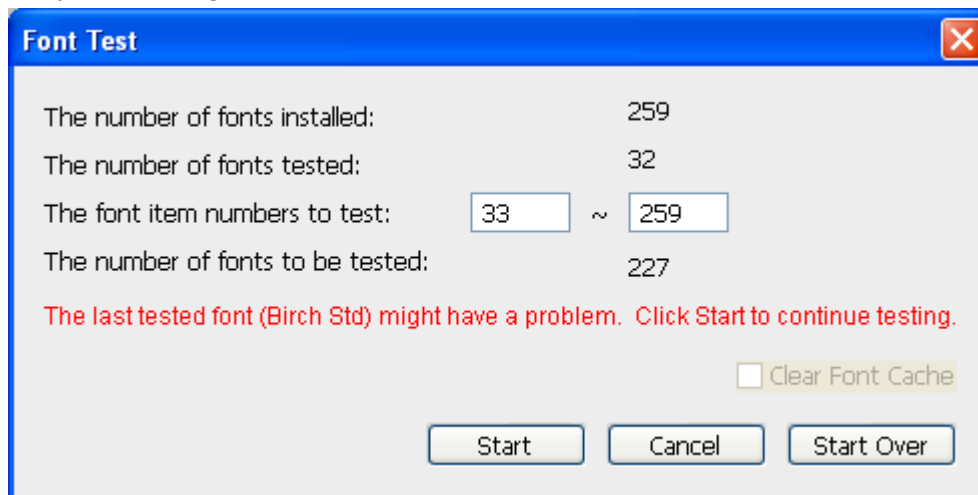 Font Test
The number of fonts installed: 259
The number of fonts tested: 32
The font item numbers to test: 33 ~ 259
The number of fonts to be tested: 227
The last tested font (Birch Std) might have a problem. Click Start to continue testing.
Clear Font Cache
Start Cancel Start Over